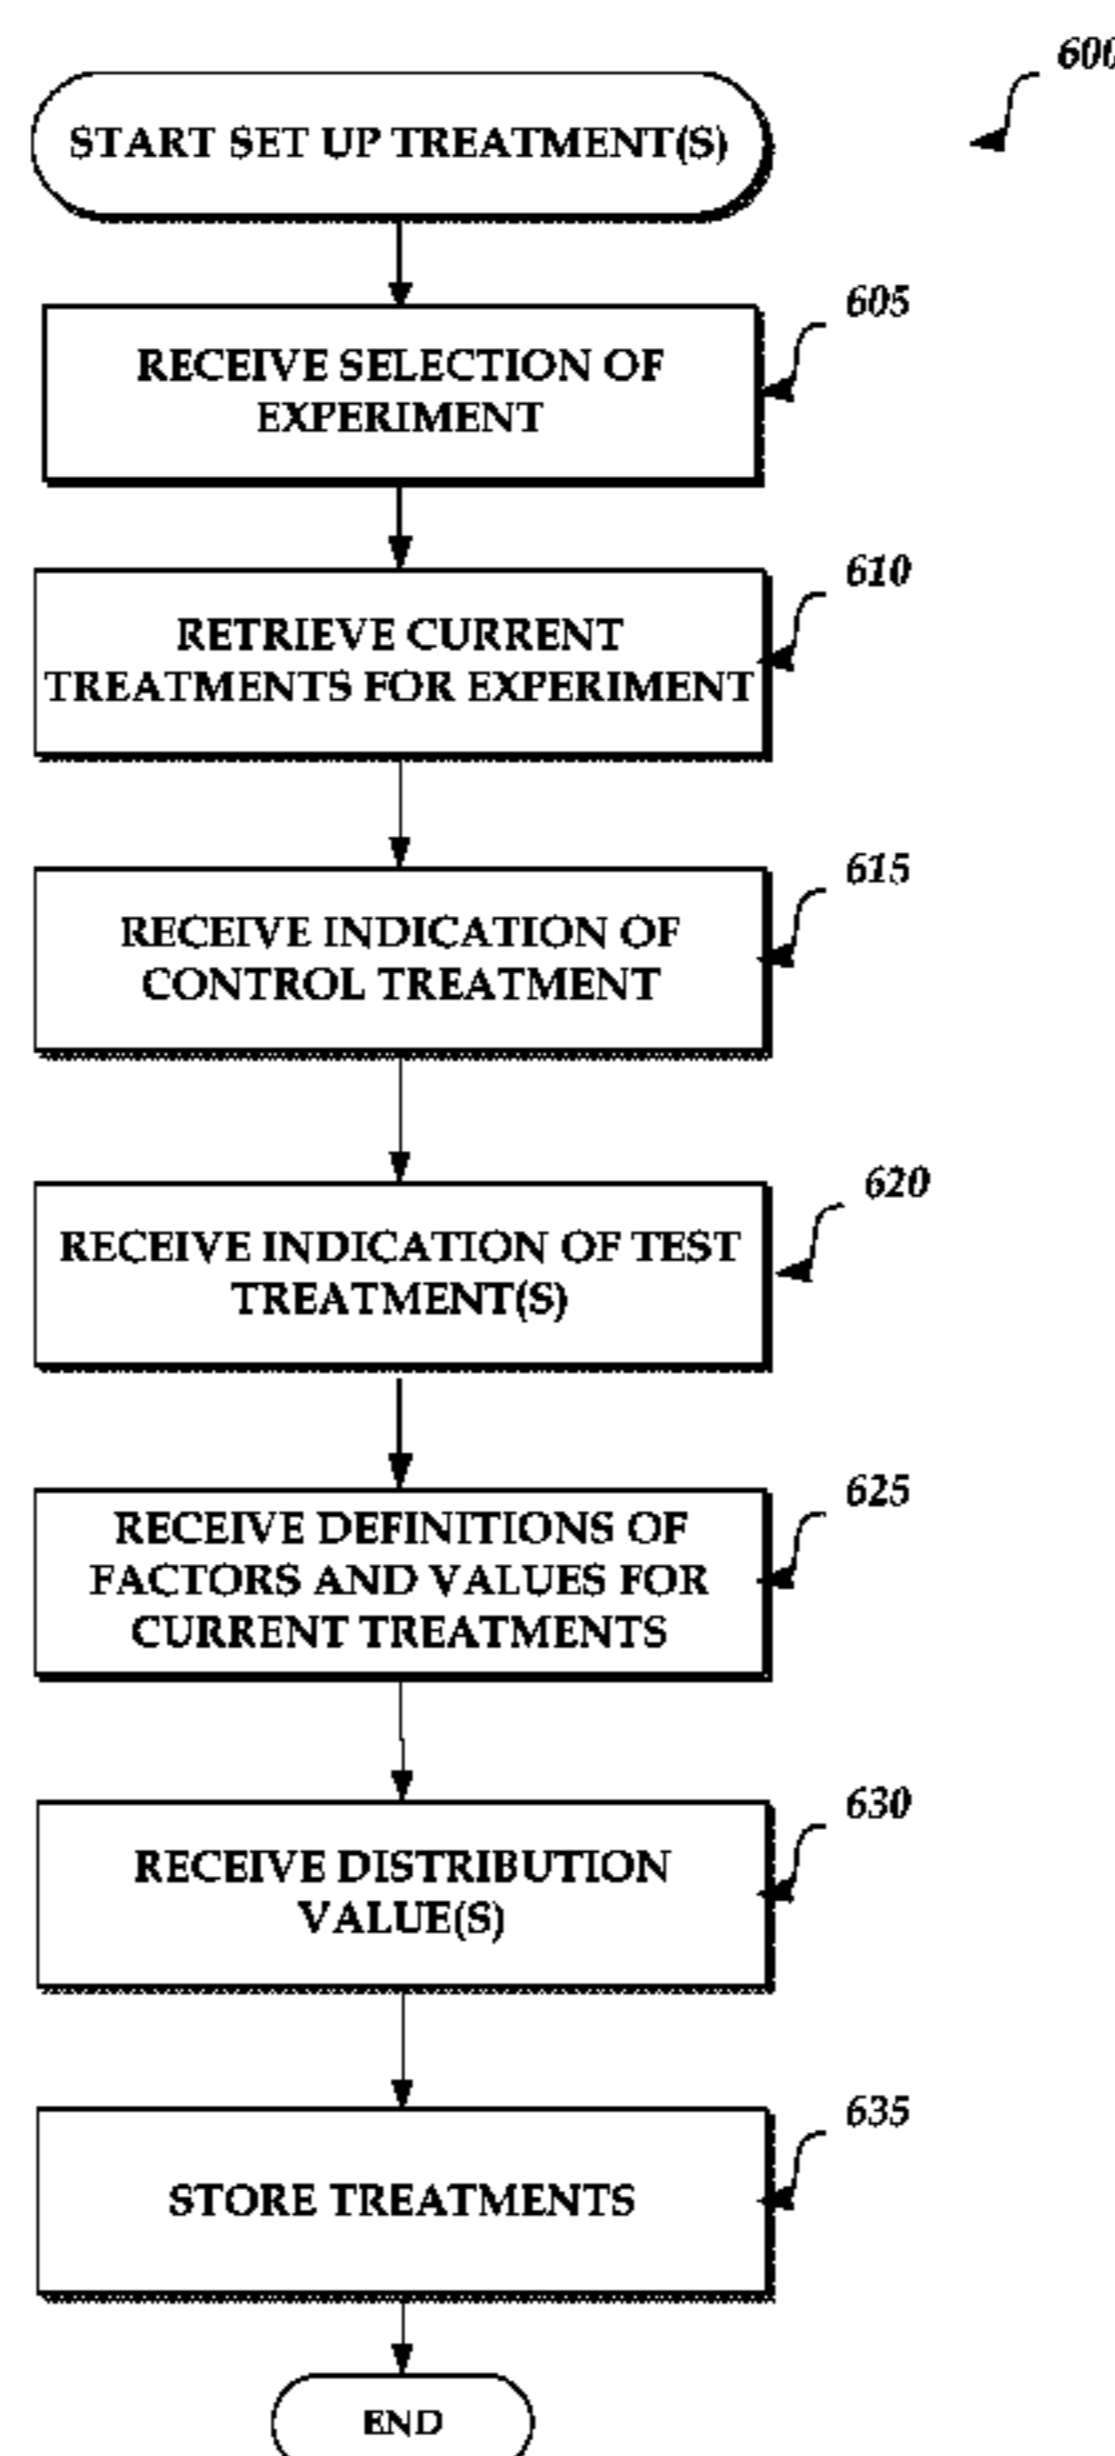 600
START SET UP TREATMENT(S)
605
RECEIVE SELECTION OF
EXPERIMENT
610
RETRIEVE CURRENT
TREATMENTS FOR EXPERIMENT
615
RECEIVE INDICATION OF
CONTROL TREATMENT
620
RECEIVE INDICATION OF TEST
TREATMENT(S)
625
RECEIVE DEFINITIONS OF
FACTORS AND VALUES FOR
CURRENT TREATMENTS
630
RECEIVE DISTRIBUTION
VALUE(S)
635
STORE TREATMENTS
END